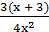 3(x + 3)
4x²